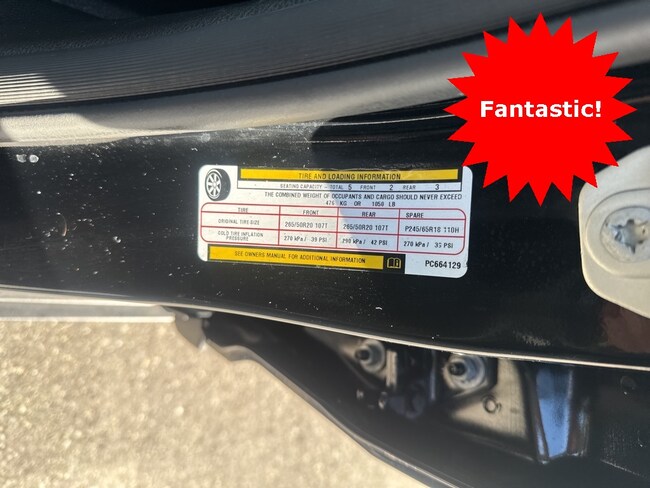 Fantastic!
TIRE AND LOADING INFORMATION
SEATING CAPACITY - TOTAL 5 FRONT 2 REAR 3
THE COMBINED WEIGHT OF OCCUPANTS AND CARGO SHOULD NEVER EXCEED
475 KG OR 1050 LB
TIRE FRONT REAR SPARE
ORIGINAL TIRE SIZE 265/50R20 107T 265/50R20 107T P245/65R18 110H
COLD TIRE INFLATION PRESSURE 270 kPa / 39 PSI 290 kPa / 42 PSI 270 kPa / PSI
SEE OWNERS MANUAL FOR ADDITIONAL INFORMATION
PC664129